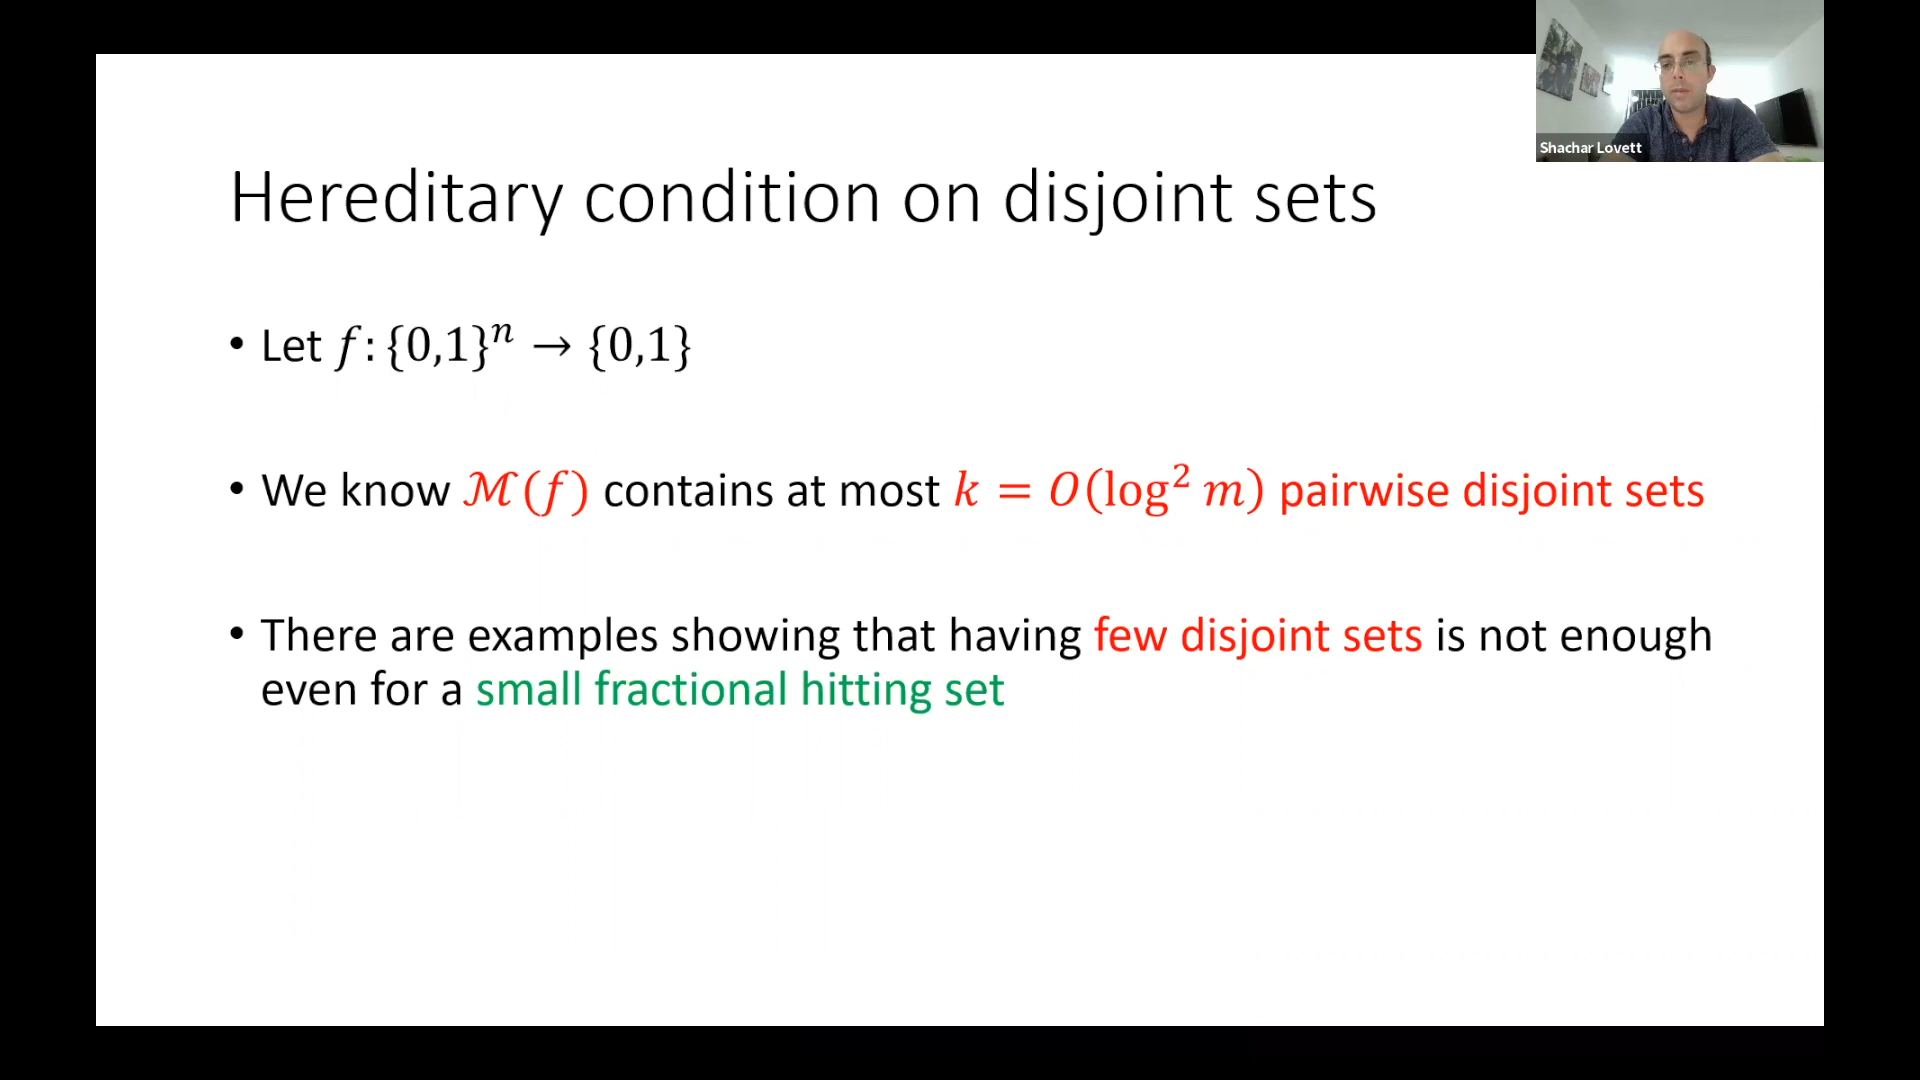 Shachar Lovett
Hereditary condition on disjoint sets
• Let f: {0,1}ⁿ → {0,1}
• We know ℳ(f) contains at most k = O(log² m) pairwise disjoint sets
• There are examples showing that having few disjoint sets is not enough
even for a small fractional hitting set